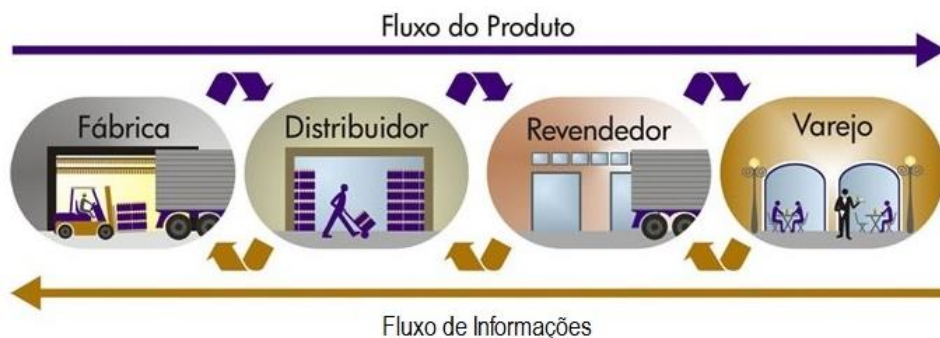 Fluxo do Produto
Fábrica
Distribuidor
Revendedor
Varejo
Fluxo de Informações